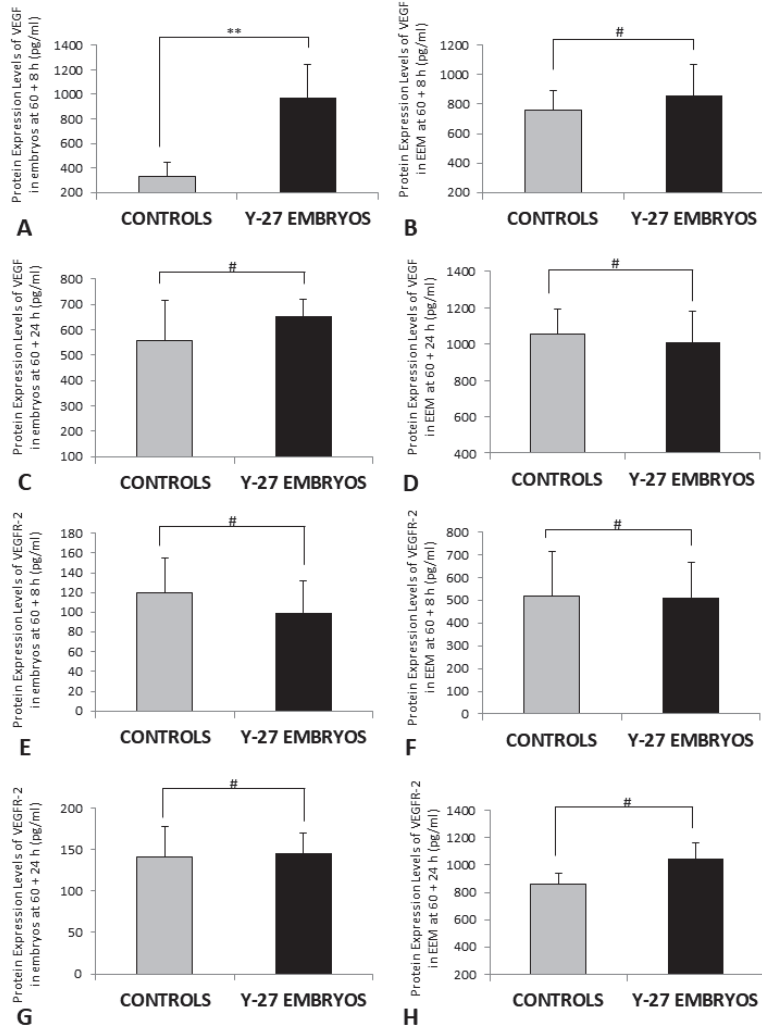 Protein Expression Levels of VEGF
in embryos at 60 + 8 h (pg/ml)
1400
1200
1000
800
600
400
200
**
CONTROLS
Y-27 EMBRYOS
A
Protein Expression Levels of VEGF
in EEM at 60 + 8 h (pg/ml)
1200
1000
800
600
400
200
#
CONTROLS
Y-27 EMBRYOS
B
Protein Expression Levels of VEGF
in embryos at 60 + 24 h (pg/ml)
800
700
600
500
400
300
200
100
#
CONTROLS
Y-27 EMBRYOS
C
Protein Expression Levels of VEGF
in EEM at 60 + 24 h (pg/ml)
1400
1200
1000
800
600
400
#
CONTROLS
Y-27 EMBRYOS
D
Protein Expression Levels of VEGFR-2
in embryos at 60 + 8 h (pg/ml)
180
160
140
120
100
80
60
40
20
0
#
CONTROLS
Y-27 EMBRYOS
E
Protein Expression Levels of VEGFR-2
in EEM at 60 + 8 h (pg/ml)
800
700
600
500
400
300
200
100
0
#
CONTROLS
Y-27 EMBRYOS
F
Protein Expression Levels of VEGFR-2
in embryos at 60 + 24 h (pg/ml)
200
150
100
50
0
#
CONTROLS
Y-27 EMBRYOS
G
Protein Expression Levels of VEGFR-2
in EEM at 60 + 24 h (pg/ml)
1400
1200
1000
800
600
400
200
#
CONTROLS
Y-27 EMBRYOS
H